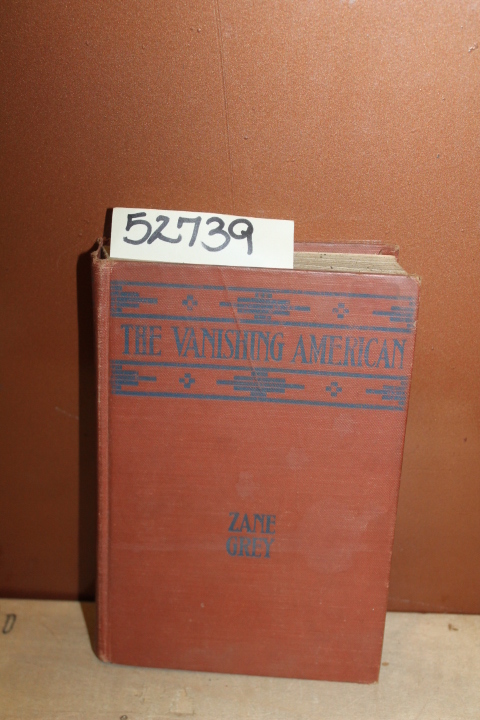 52739
THE VANISHING AMERICAN
ZANE
GREY
D